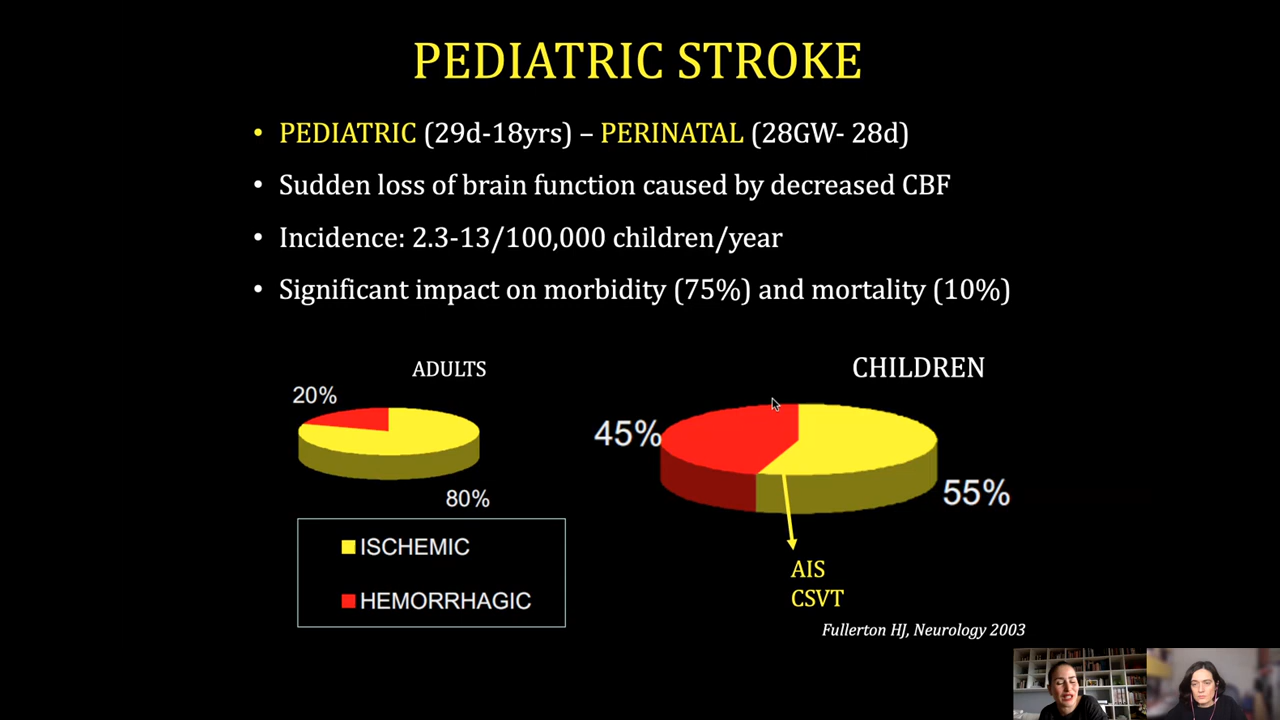 PEDIATRIC STROKE
• PEDIATRIC (29d-18yrs) – PERINATAL (28GW- 28d)
• Sudden loss of brain function caused by decreased CBF
• Incidence: 2.3-13/100,000 children/year
• Significant impact on morbidity (75%) and mortality (10%)
ADULTS
20%
80%
ISCHEMIC
HEMORRHAGIC
CHILDREN
45%
55%
AIS
CSVT
Fullerton HJ, Neurology 2003